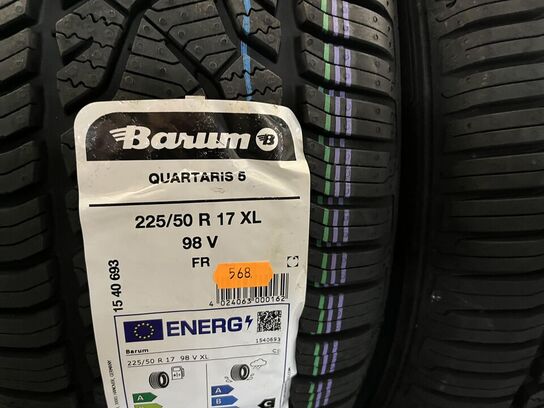 Barum B
QUARTARIS 5
225/50 R 17 XL
98 V
FR
568
15 40 693
4 024063 000162
ENERG
1540693
Barum
225/50 R 17 98 V XL
C1
A
A
B
C